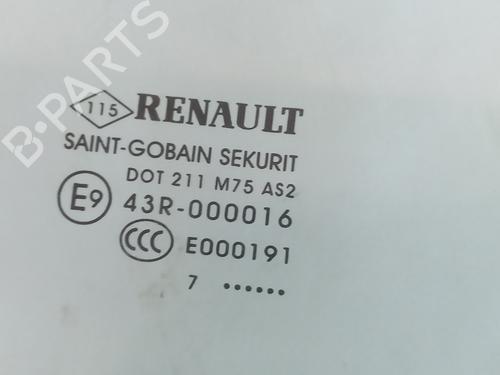 B-PARTS
115 RENAULT
SAINT-GOBAIN SEKURIT
DOT 211 M75 AS2
E9 43R-000016
CCC E000191
7 ••••••